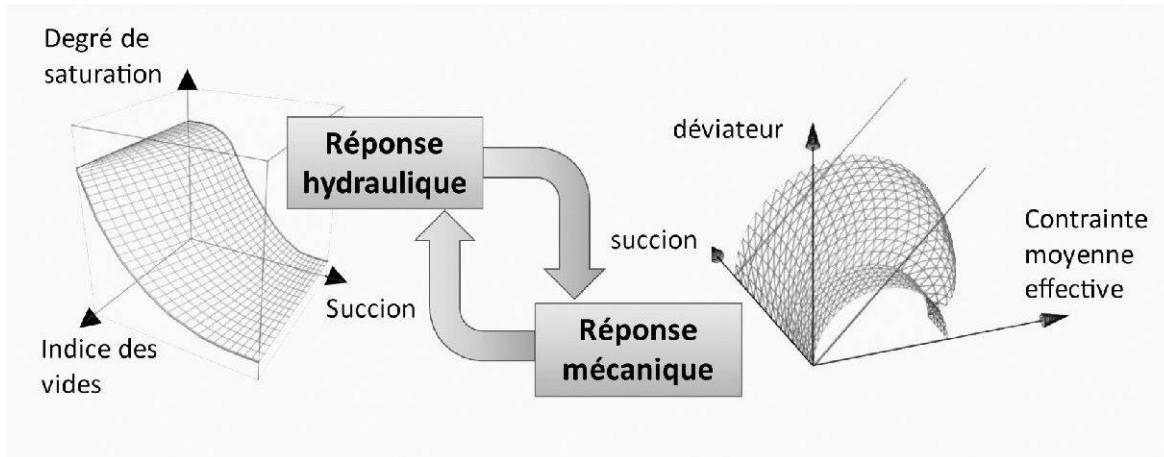 Degré de
saturation
Réponse
hydraulique
Succion
Indice des
vides
Réponse
mécanique
déviateur
succion
Contrainte
moyenne
effective